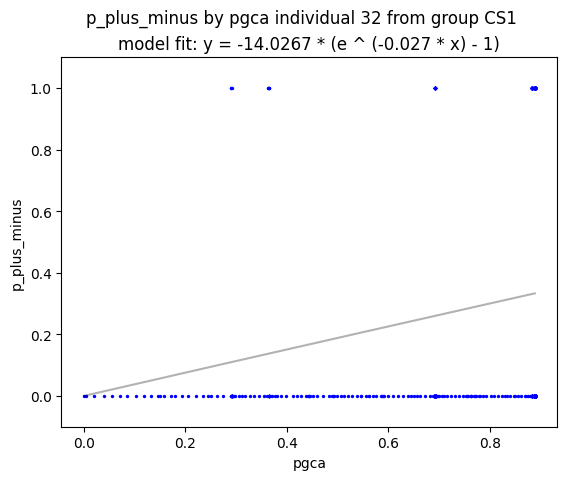 p_plus_minus by pgca individual 32 from group CS1
model fit: y = -14.0267 * (e ^ (-0.027 * x) - 1)
1.0
0.8
0.6
0.4
0.2
0.0
p_plus_minus
0.0 0.2 0.4 0.6 0.8
pgca